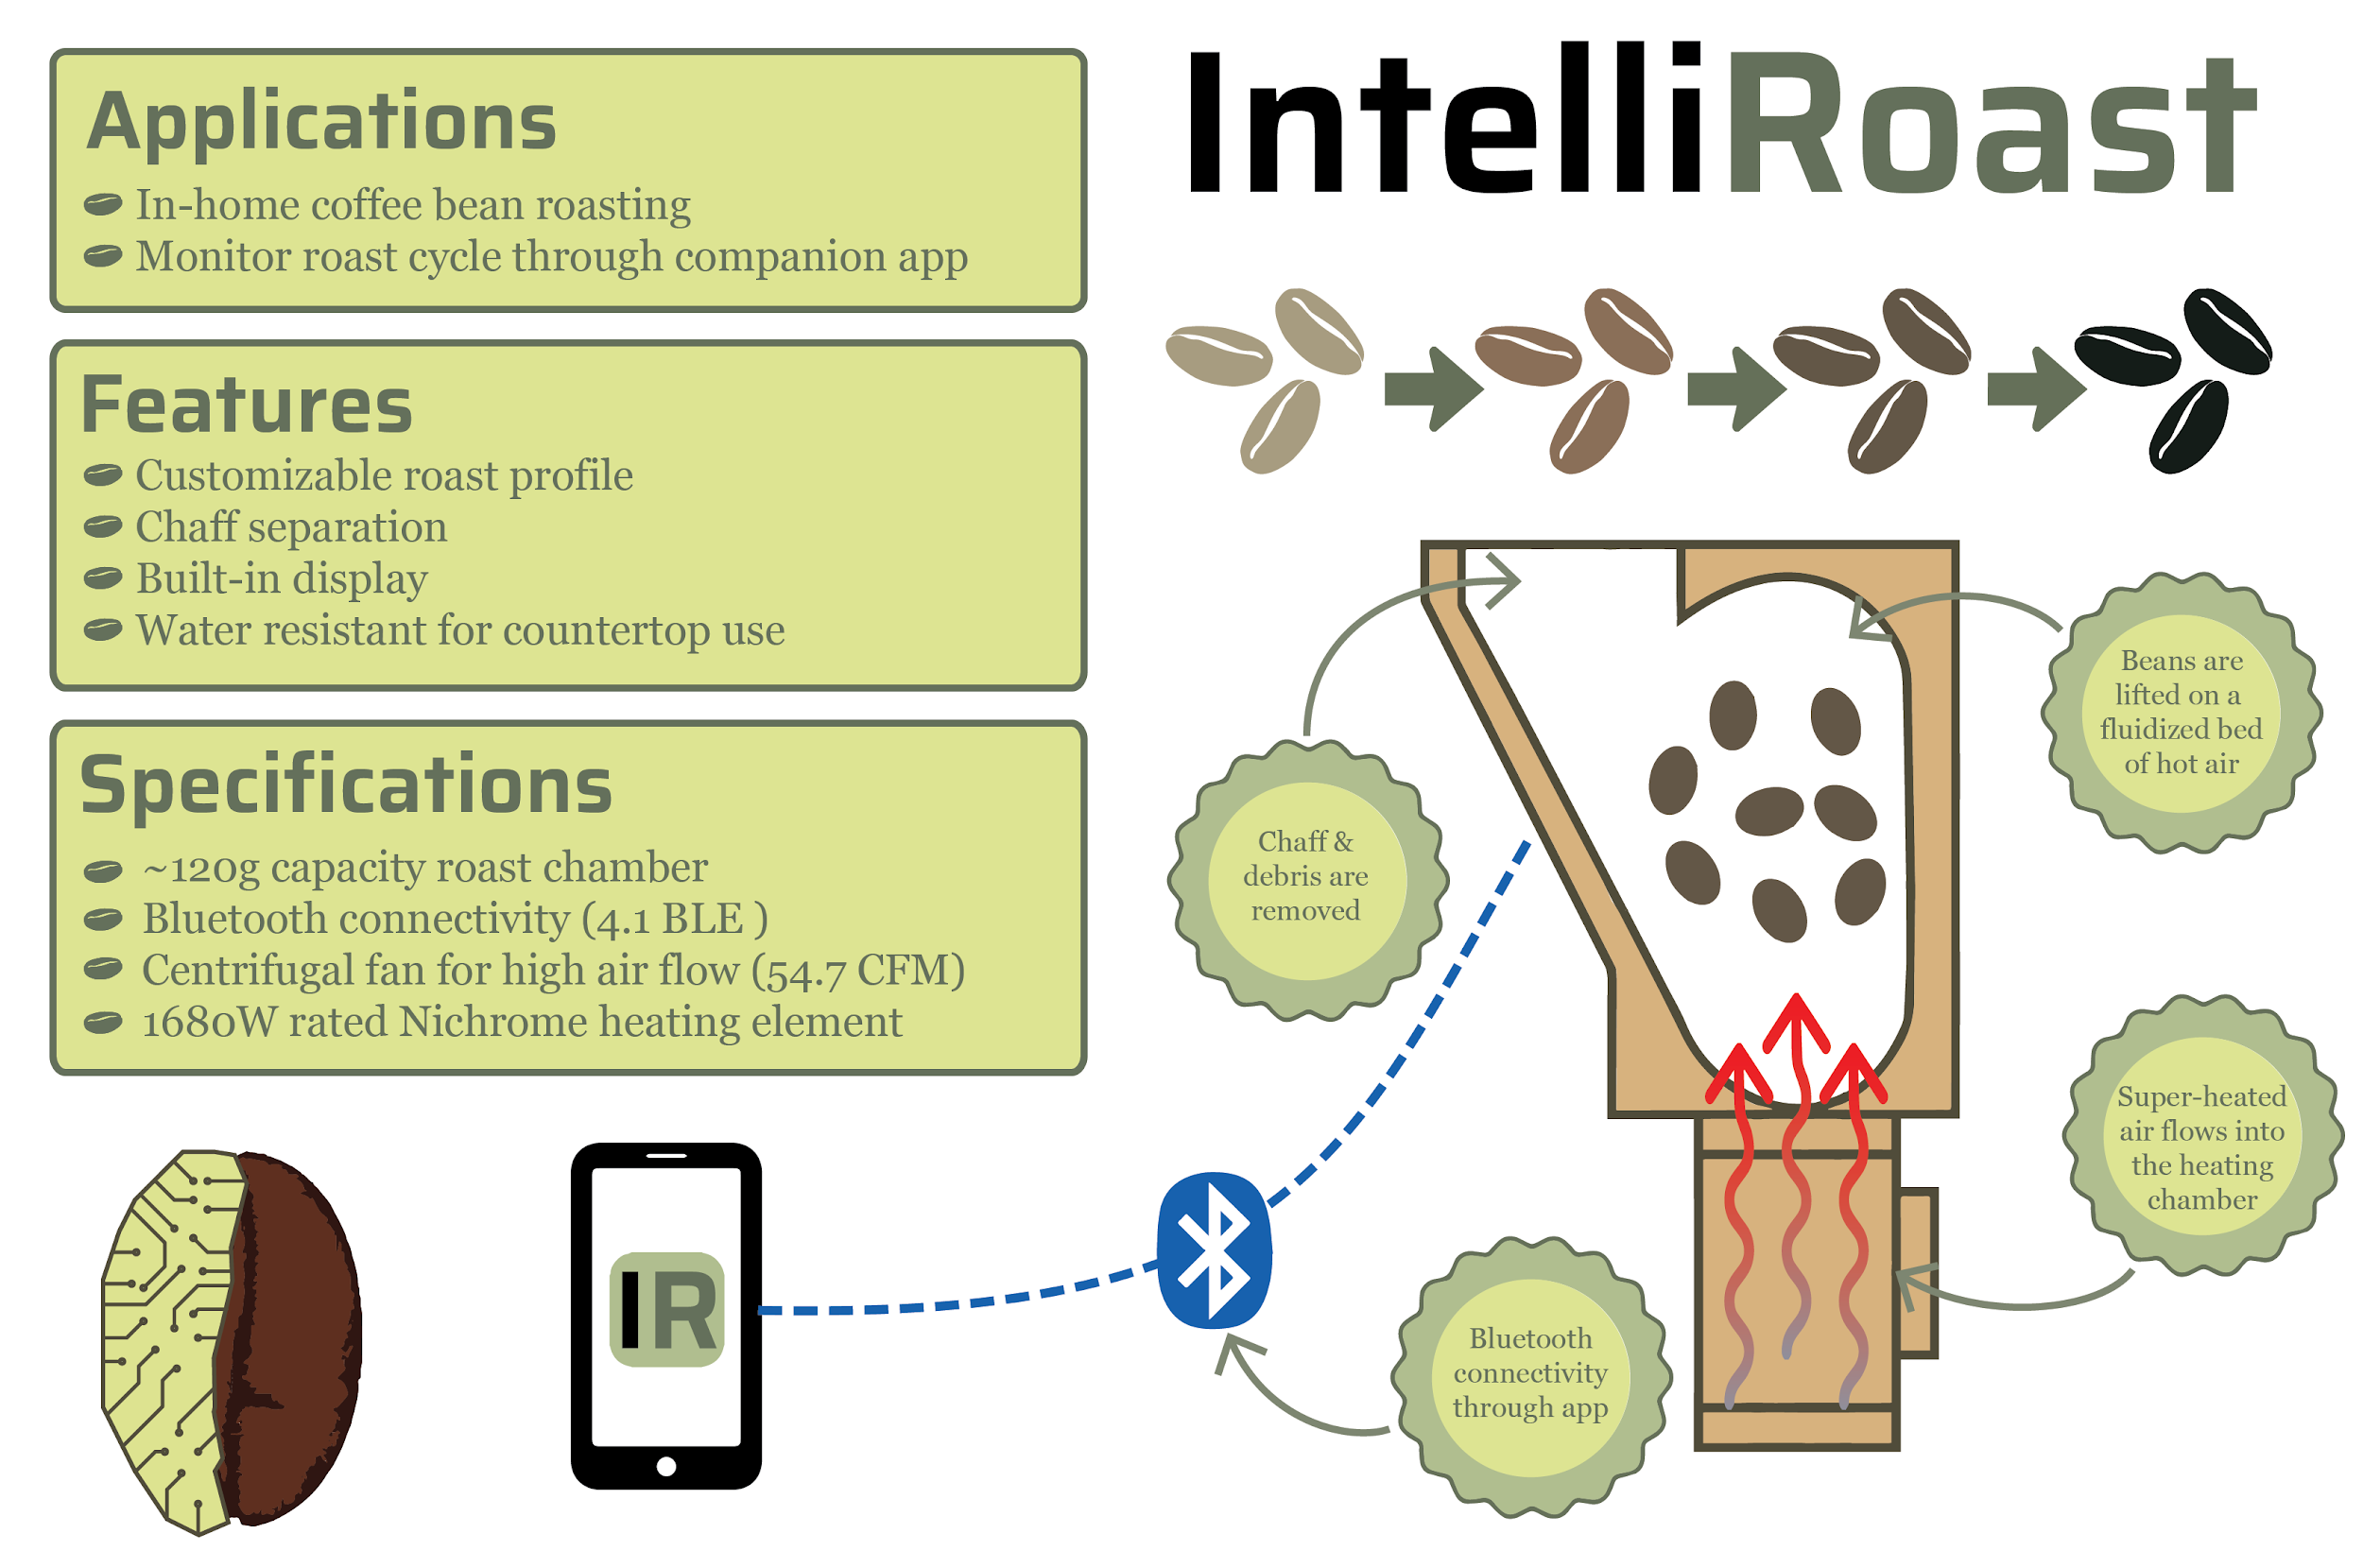 IntelliRoast
Applications
In-home coffee bean roasting
Monitor roast cycle through companion app
Features
Customizable roast profile
Chaff separation
Built-in display
Water resistant for countertop use
Specifications
~120g capacity roast chamber
Bluetooth connectivity (4.1 BLE )
Centrifugal fan for high air flow (54.7 CFM)
1680W rated Nichrome heating element
Beans are
lifted on a
fluidized bed
of hot air
Chaff &
debris are
removed
Super-heated
air flows into
the heating
chamber
Bluetooth
connectivity
through app
IR